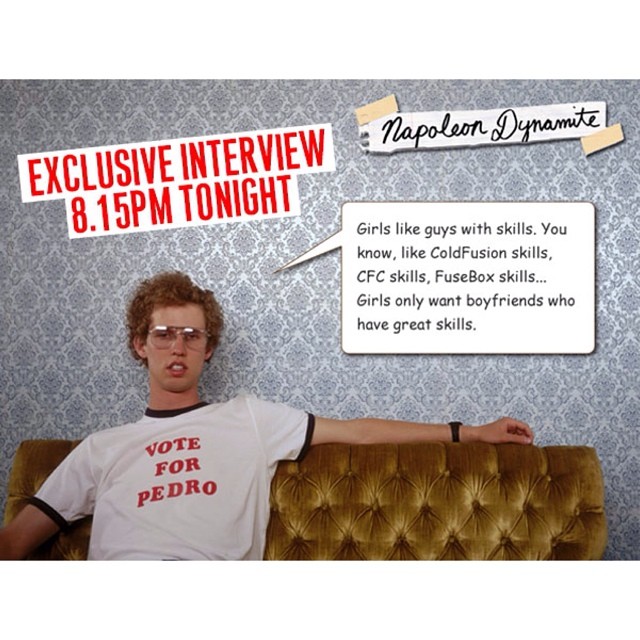 EXCLUSIVE INTERVIEW
8.15PM TONIGHT
Napoleon Dynamite
Girls like guys with skills. You
know, like ColdFusion skills,
CFC skills, FuseBox skills...
Girls only want boyfriends who
have great skills.
VOTE
FOR
PEDRO